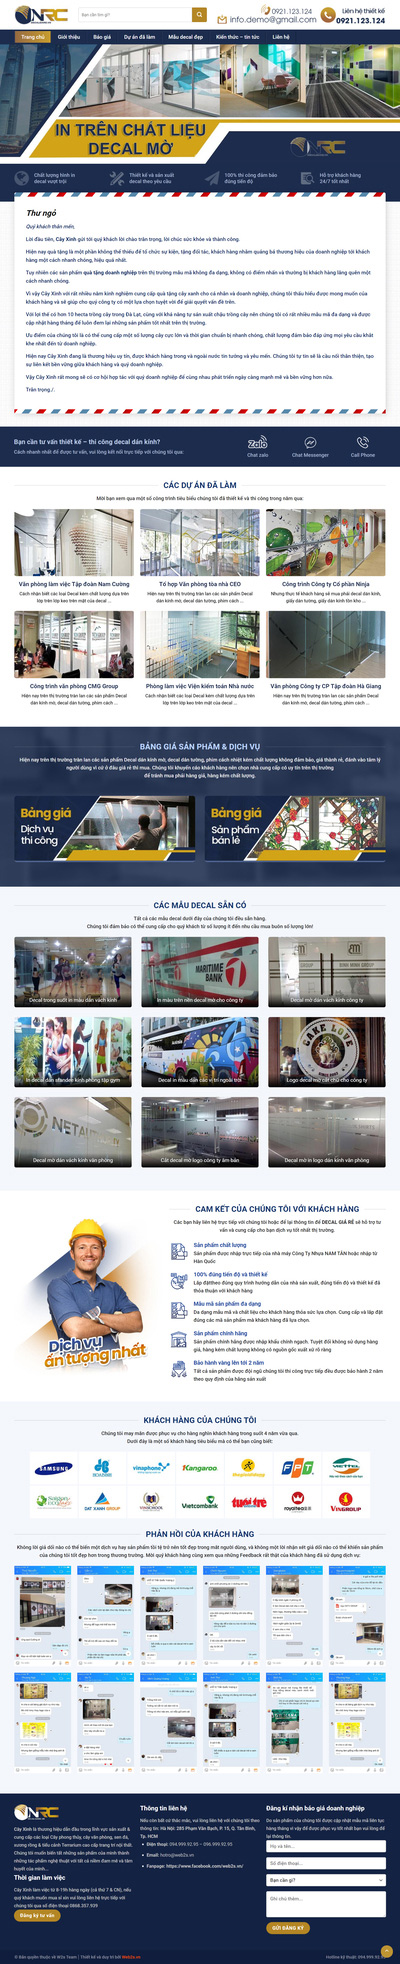 VNRC
Bạn cần tìm gì?
0921.123.124
info.demo@gmail.com
Liên hệ thiết kế
0921.123.124
Trang chủ
Giới thiệu
Báo giá
Dự án đã làm
Mẫu decal đẹp
Kiến thức – tin tức
Liên hệ
IN TRÊN CHẤT LIỆU
DECAL MỜ
Chất lượng hình in
decal vượt trội
Thiết kế và sản xuất
decal theo yêu cầu
100% thi công đảm bảo
đúng tiến độ
Hỗ trợ khách hàng
24/7 tốt nhất
Thư ngỏ
Quý khách thân mến,
Lời đầu tiên, Cây Xinh gửi tới quý khách lời chào trân trọng, lời chúc sức khỏe và thành công.
Hiện nay quà tặng là một phần không thể thiếu để tổ chức sự kiện, tặng đối tác, khách hàng nhằm quảng bá thương hiệu của doanh nghiệp tới khách
hàng một cách nhanh chóng, hiệu quả nhất.
Tuy nhiên các sản phẩm quà tặng doanh nghiệp trên thị trường mẫu mã không đa dạng, không có điểm nhấn và thường bị khách hàng lãng quên một
cách nhanh chóng.
Vì vậy Cây Xinh với rất nhiều năm kinh nghiệm cung cấp quà tặng cây xanh cho cá nhân và doanh nghiệp, chúng tôi thấu hiểu được mong muốn của
khách hàng và sẽ giúp cho quý công ty có một lựa chọn tuyệt vời để giải quyết vấn đề trên.
Với lợi thế có hơn 10 hecta trồng cây trong Đà Lạt, cùng với khả năng tự sản xuất chậu trồng cây nên chúng tôi có rất nhiều mẫu mã đa dạng và được
cập nhật hàng tháng để luôn đem lại những sản phẩm tốt nhất trên thị trường.
Ưu điểm của chúng tôi là có thể cung cấp một số lượng cây cực lớn và thời gian chuẩn bị nhanh chóng, chất lượng đảm bảo đáp ứng mọi yêu cầu khắt
khe nhất đến từ doanh nghiệp.
Hiện nay Cây Xinh đang là thương hiệu uy tín, được khách hàng trong và ngoài nước tin tưởng và yêu mến. Chúng tôi tự tin sẽ là cầu nối thân thiện, tạo
sự liên kết bền vững giữa khách hàng và quý doanh nghiệp.
Vậy Cây Xinh rất mong sẽ có cơ hội hợp tác với quý doanh nghiệp để cùng nhau phát triển ngày càng mạnh mẽ và bền vững hơn nữa.
Trân trọng./.
Bạn cần tư vấn thiết kế – thi công decal dán kính?
Cách nhanh nhất để được tư vấn, vui lòng kết nối trực tiếp với chúng tôi qua:
Zalo
Chat zalo
Chat Messenger
Call Phone
CÁC DỰ ÁN ĐÃ LÀM
Mời bạn xem qua một số công trình tiêu biểu chúng tôi đã thiết kế và thi công trong năm qua:
Văn phòng làm việc Tập đoàn Nam Cường
Cách nhận biết các loại Decal kém chất lượng dựa trên
lớp trên lớp keo trên mặt của decal ...
Tổ hợp Văn phòng tòa nhà CEO
Hiện nay trên thị trường tràn lan các sản phẩm Decal
dán kính mờ, decal dán tường, phim cách ...
Công trình Công ty Cổ phần Ninja
Nhưng thực tế khách hàng sẽ mua phải decal dán kính,
giấy dán tường, giấy dán kính tồn kho ...
Công trình văn phòng CMG Group
Hiện nay trên thị trường tràn lan các sản phẩm Decal
dán kính mờ, decal dán tường, phim cách ...
Phòng làm việc Viện kiểm toán Nhà nước
Cách nhận biết các loại Decal kém chất lượng dựa trên
lớp trên lớp keo trên mặt của decal ...
Văn phòng Công ty CP Tập đoàn Hà Giang
Hiện nay trên thị trường tràn lan các sản phẩm Decal
dán kính mờ, decal dán tường, phim cách ...
BẢNG GIÁ SẢN PHẨM & DỊCH VỤ
Hiện nay trên thị trường tràn lan các sản phẩm Decal dán kính mờ, decal dán tường, phim cách nhiệt kém chất lượng không đảm bảo, giá thành rẻ, đánh vào tâm lý
người dùng vì cứ ở đâu giá rẻ thì mua. Chúng tôi khuyến cáo khách hàng nên chọn nhà cung cấp có uy tín trên thị trường
để tránh mua phải hàng giả, hàng kém chất lượng.
Bảng giá
Dịch vụ
thi công
Bảng giá
Sản phẩm
bán lẻ
CÁC MẪU DECAL SẴN CÓ
Tất cả các mẫu decal dưới đây của chúng tôi đều sẵn hàng.
Chúng tôi đảm bảo có thể cung cấp cho quý khách từ số lượng ít đến nhu cầu mua buôn số lượng lớn!
Decal trong suốt in màu dán vách kính
MARITIME
BANK
In màu trên nền decal mờ cho công ty
Decal mờ dán vách kính công ty
In decal dán standee kính phòng tập gym
Decal in màu dán các vị trí ngoài trời
CAKE LOVE
Logo decal mờ cắt chữ cho công ty
Decal mờ dán vách kính văn phòng
Cắt decal mờ logo công ty âm bản
Decal mờ in logo dán kính văn phòng
Dịch vụ
ấn tượng nhất
CAM KẾT CỦA CHÚNG TÔI VỚI KHÁCH HÀNG
Các bạn hãy liên hệ trực tiếp với chúng tôi hoặc để lại thông tin để DECAL GIÁ RẺ sẽ hỗ trợ tư
vấn và cung cấp cho bạn dịch vụ tốt nhất thị trường.
Sản phẩm chất lượng
Sản phẩm được nhập trực tiếp của nhà máy Công Ty Nhựa NAM TÂN hoặc nhập từ
Hàn Quốc
100% đúng tiến độ và thiết kế
Lắp đặt theo đúng quy trình hướng dẫn của nhà sản xuất, đúng tiến độ và thiết kế đã
thỏa thuận với khách hàng
Mẫu mã sản phẩm đa dạng
Đa dạng mẫu mã và chất liệu cho khách hàng thỏa sức lựa chọn. Cung cấp và lắp đặt
đúng các mã sản phẩm mà khách hàng đã lựa chọn.
Sản phẩm chính hãng
Sản phẩm chính hãng được nhập khẩu chính ngạch. Tuyệt đối không sử dụng hàng
giả, hàng kém chất lượng không có nguồn gốc xuất xứ rõ ràng
Bảo hành vàng lên tới 2 năm
Tất cả sản phẩm được đội ngũ chúng tôi thi công trực tiếp đều được bảo hành 2 năm
theo quy định của hãng sản xuất
KHÁCH HÀNG CỦA CHÚNG TÔI
Chúng tôi may mắn được phục vụ cho hàng nghìn khách hàng trong suốt 4 năm vừa qua.
Dưới đây là một số khách hàng tiêu biểu mà có thể bạn cũng biết:
SAMSUNG
vinaphone
Kangaroo
FPT
VIETTEL
DAT XANH GROUP
VINSCHOOL
Vietcombank
tuổi trẻ
royaltea
VINGROUP
PHẢN HỒI CỦA KHÁCH HÀNG
Không lời giá dối nào có thể biến một dịch vụ hay sản phẩm tồi tệ trở nên tốt đẹp trong mắt người dùng, và không một lời nhận xét giả dối nào có thể khiến sản phẩm
của chúng tôi tốt đẹp hơn trong thương trường. Mời quý khách hàng cùng xem qua những Feedback rất thật của khách hàng đã sử dụng dịch vụ:
VNRC
Cây Xinh là thương hiệu dẫn đầu trong lĩnh vực sản xuất &
cung cấp các loại Cây phong thủy, cây văn phòng, sen đá,
xương rồng & tiểu cảnh Terrarium cao cấp trang trí nội thất.
Chúng tôi muốn biến tất những sản phẩm của mình thành
những tác phẩm nghệ thuật với tất cả niềm đam mê và tâm
huyết của mình...
Thời gian làm việc
Cây Xinh làm việc từ 8-19h hàng ngày (cả thứ 7 & CN), nếu
quý khách muốn mua sỉ xin vui lòng liên hệ trực tiếp với
chúng tôi qua số điện thoại 0868.357.939
Đăng ký tư vấn
Thông tin liên hệ
Nếu còn bất cứ thắc mắc, vui lòng liên hệ với chúng tôi theo
thông tin: Hà Nội: 285 Phạm Văn Bạch, P. 15, Q. Tân Bình,
Tp. HCM
Điện thoại: 094.999.92.95 – 096.999.92.95
Email: hotro@web2s.vn
Fanpage: https://www.facebook.com/web2s.vn/
Đăng kí nhận báo giá doanh nghiệp
Do sản phẩm của chúng tôi được cập nhật mẫu mã liên tục
hàng tháng vì vậy để được phục vụ tốt nhất bạn vui lòng để
lại thông tin.
Họ và tên...
Số điện thoại...
Bạn cần gì?
Ghi chú thêm...
GỬI ĐĂNG KÝ
© Bản quyền thuộc về W2s Team | Thiết kế và duy trì bởi Web2s.vn